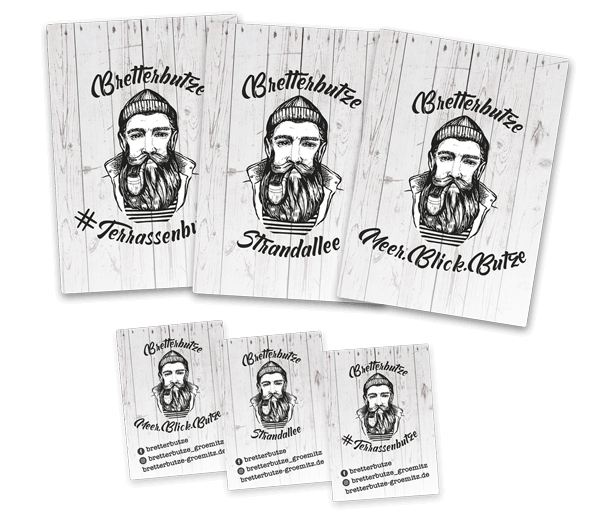 Bretterbutze
#Terrassenbu
Bretterbutze
Strandallee
Bretterbutze
Meer.Blick.Butze
Bretterbutze
Meer.Blick.Butze
bretterbutze
bretterbutze_groemitz
bretterbutze-groemitz.de
Bretterbutze
Strandallee
bretterbutze
bretterbutze_groemitz
bretterbutze-groemitz.de
Bretterbutze
#Terrassenbutze
bretterbutze
bretterbutze_groemitz
bretterbutze-groemitz.de